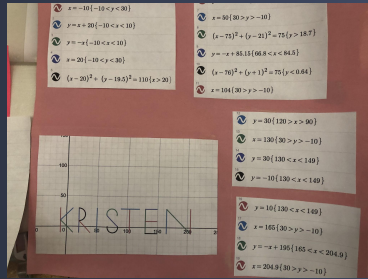 x = −10 {−10 < y < 30}
y = x + 20 {−10 < x < 10}
y = −x {−10 < x < 10}
x = 20 {−10 < y < 30}
(x − 20)² + (y − 19.5)² = 110 {x > 20}
x = 50 {30 > y > −10}
(x − 75)² + (y − 21)² = 75 {y > 18.7}
y = −x + 85.15 {66.8 < x < 84.5}
(x − 76)² + (y + 1)² = 75 {y < 0.64}
x = 104 {30 > y > −10}
y = 30 {120 > x > 90}
x = 130 {30 > y > −10}
y = 30 {130 < x < 149}
y = −10 {130 < x < 149}
y = 10 {130 < x < 149}
x = 165 {30 > y > −10}
y = −x + 195 {165 < x < 204.9}
x = 204.9 {30 > y > −10}
100
50
KRISTEN